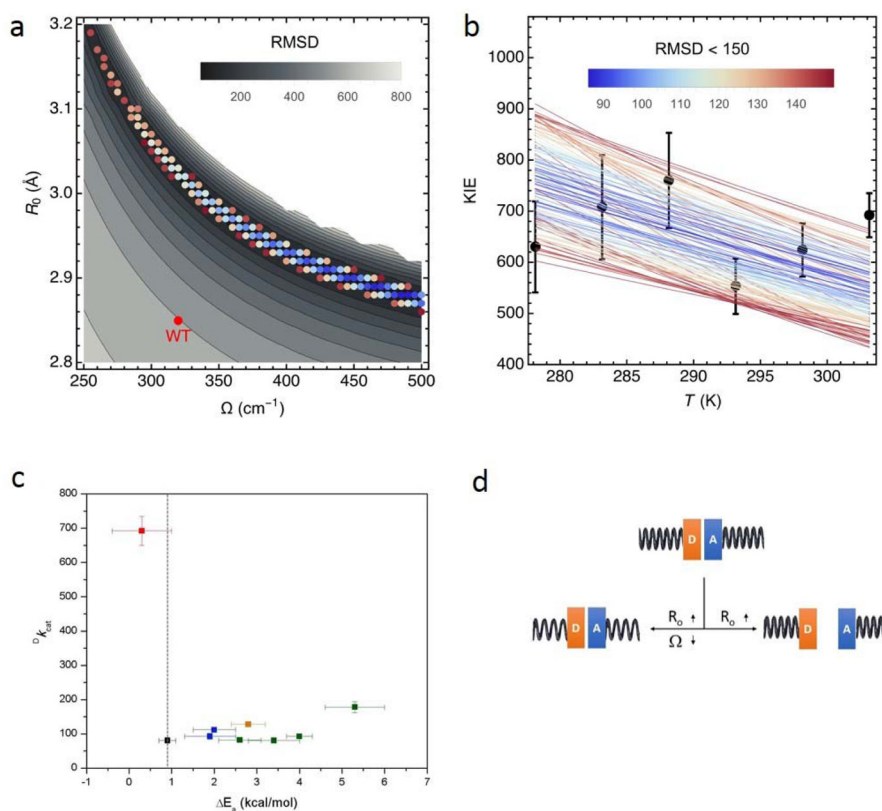 a
RMSD
200 400 600 800
3.2
3.1
3.0
2.9
2.8
R₀ (Å)
WT
250 300 350 400 450 500
Ω (cm⁻¹)
b
RMSD < 150
90 100 110 120 130 140
1000
900
800
700
600
500
400
KIE
280 285 290 295 300
T (K)
c
800
700
600
500
400
300
200
100
0
ᴰkcat
-1 0 1 2 3 4 5 6 7
ΔEa (kcal/mol)
d
D A
D A
Ro ↑ Ro ↑
Ω ↓
D A